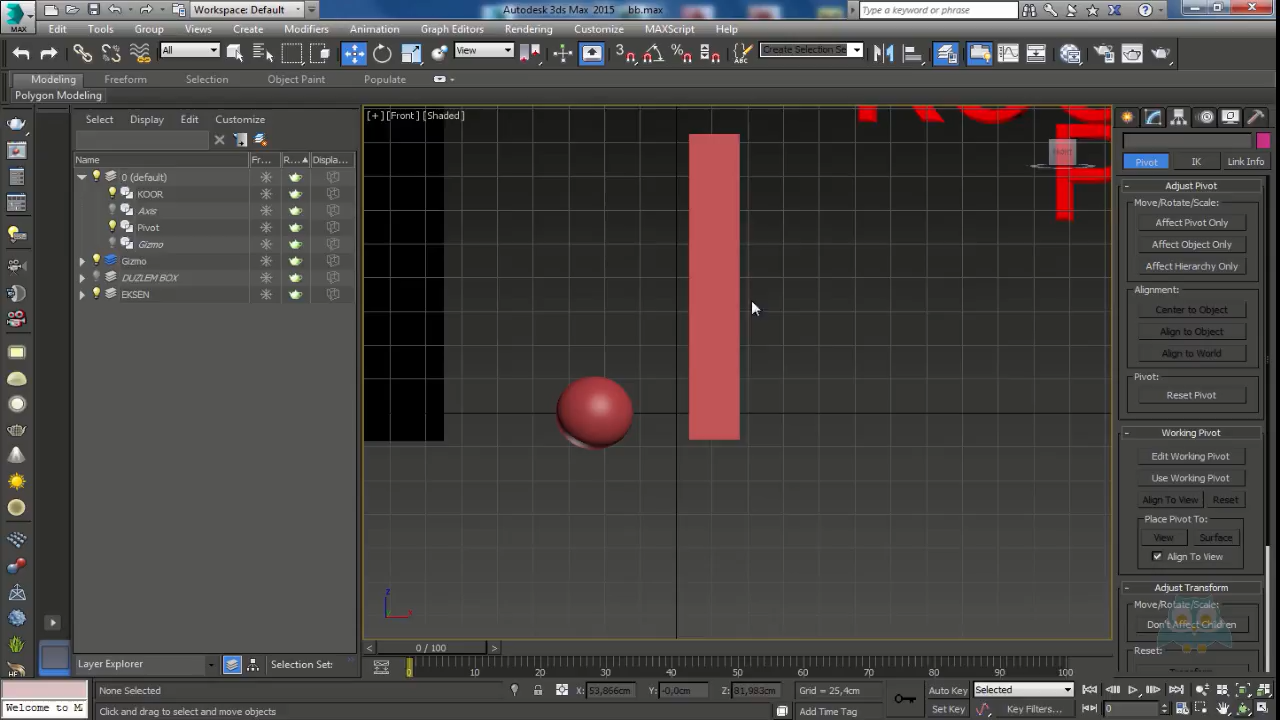 Workspace: Default
Autodesk 3ds Max 2015   bb.max
Type a keyword or phrase
MAX
Edit Tools Group Views Create Modifiers Animation Graph Editors Rendering Customize MAXScript Help
All
View
Create Selection Se
Modeling Freeform Selection Object Paint Populate
Polygon Modeling
Select Display Edit Customize
Name Fr... R... Displa...
0 (default)
KOOR
Axis
Pivot
Gizmo
Gizmo
DUZLEM BOX
EKSEN
[+] [Front] [Shaded]
Pivot IK Link Info
Adjust Pivot
Move/Rotate/Scale:
Affect Pivot Only
Affect Object Only
Affect Hierarchy Only
Alignment:
Center to Object
Align to Object
Align to World
Pivot:
Reset Pivot
Working Pivot
Edit Working Pivot
Use Working Pivot
Align To View Reset
Place Pivot To:
View Surface
Align To View
Adjust Transform
Move/Rotate/Scale:
Don't Affect Children
Reset:
z
x
0 / 100
Layer Explorer
Selection Set:
10 20 30 40 50 60 70 80 90 100
None Selected
X: 53,866cm Y: -0,0cm Z: 81,983cm Grid = 25,4cm
Auto Key Selected
Welcome to M
Click and drag to select and move objects
Add Time Tag
Set Key Key Filters...
0